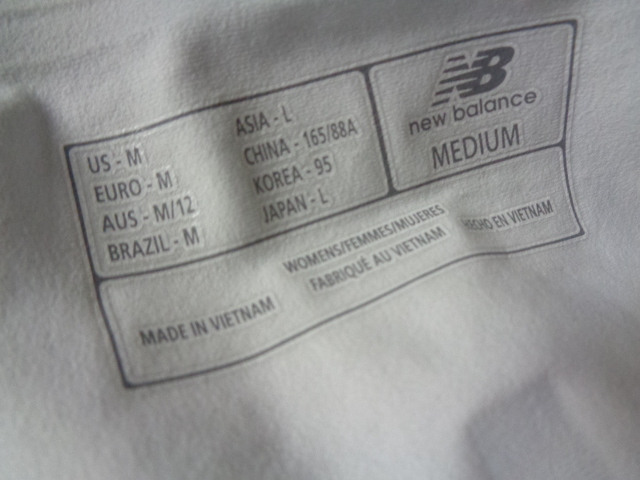 US - M
EURO - M
AUS - M/12
BRAZIL - M
ASIA - L
CHINA - 165/88A
KOREA - 95
JAPAN - L
NB
new balance
MEDIUM
WOMENS/FEMMES/MUJERES
MADE IN VIETNAM
FABRIQUÉ AU VIETNAM
HECHO EN VIETNAM